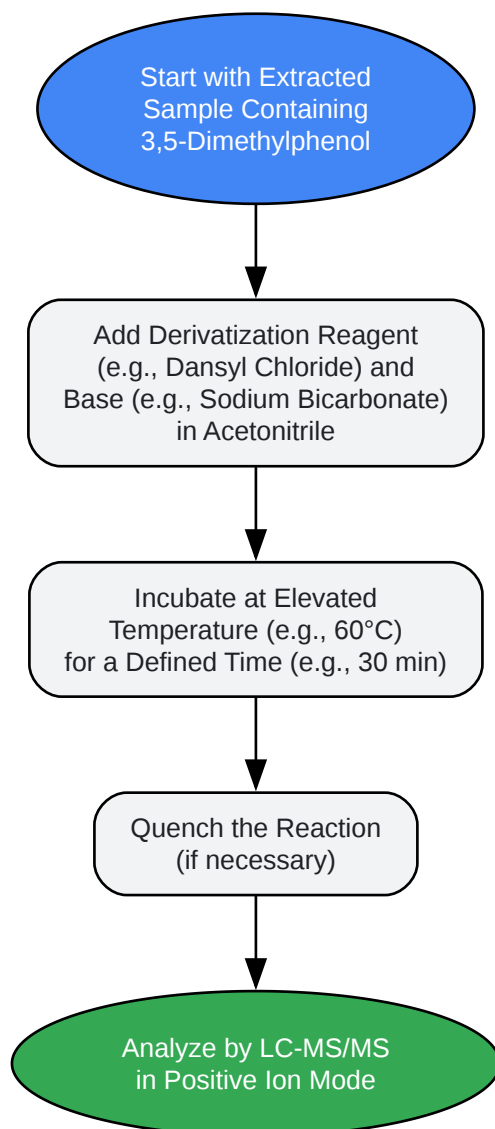 Start with Extracted
Sample Containing
3,5-Dimethylphenol
Add Derivatization Reagent
(e.g., Dansyl Chloride) and
Base (e.g., Sodium Bicarbonate)
in Acetonitrile
Incubate at Elevated
Temperature (e.g., 60°C)
for a Defined Time (e.g., 30 min)
Quench the Reaction
(if necessary)
Analyze by LC-MS/MS
in Positive Ion Mode